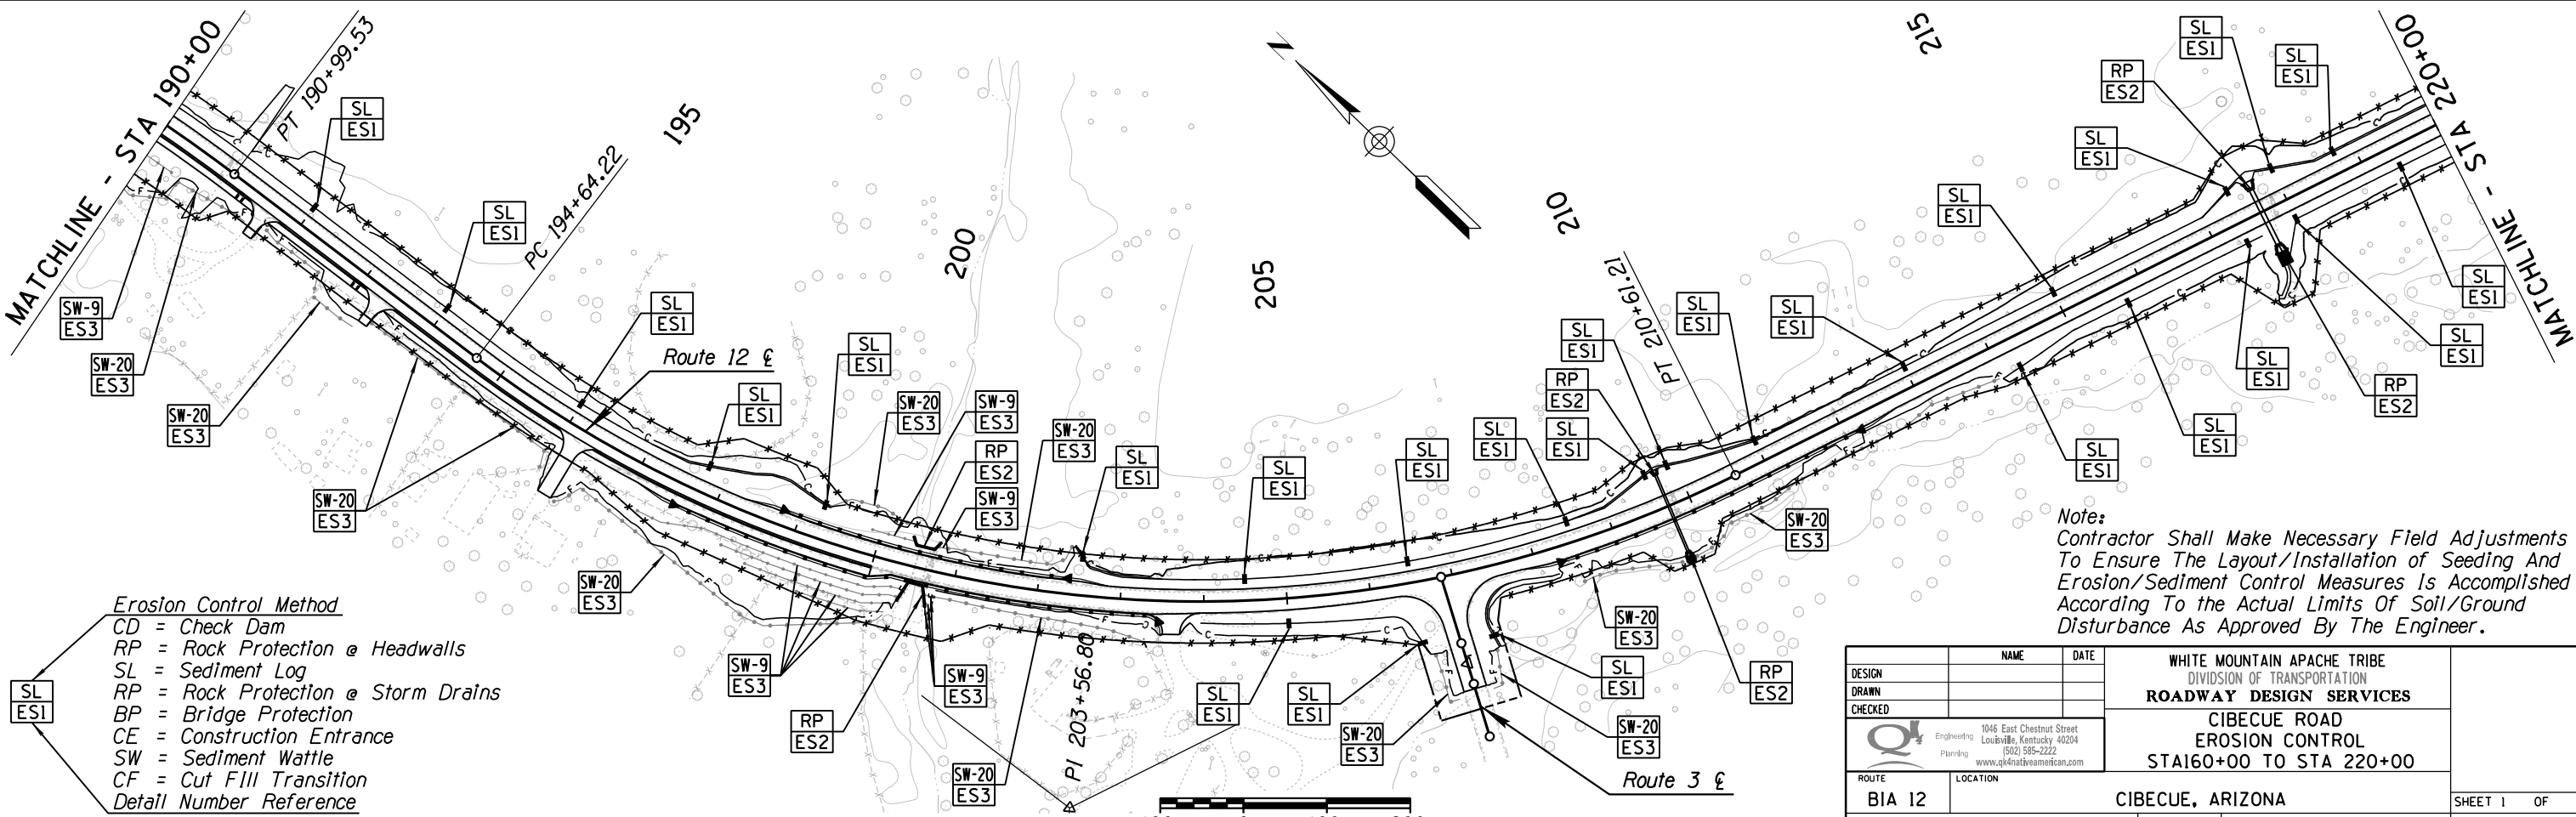 MATCHLINE - STA 190+00
PT 190+99.53
SL
ES1
195
PC 194+64.22
SL
ES1
SW-9
ES3
SW-20
ES3
SW-20
ES3
SW-20
ES3
SL
ES1
Route 12 ℄
SL
ES1
SL
ES1
200
SW-20
ES3
SW-9
ES3
RP
ES2
SW-9
ES3
SW-20
ES3
SL
ES1
SW-20
ES3
SW-9
ES3
RP
ES2
SW-9
ES3
SW-20
ES3
PI 203+56.80
N
205
SL
ES1
SL
ES1
SL
ES1
SL
ES1
SL
ES1
SW-20
ES3
210
PT 210+61.21
SL
ES1
RP
ES2
SL
ES1
SL
ES1
SL
ES1
SW-20
ES3
SW-20
ES3
SL
ES1
SW-20
ES3
RP
ES2
Route 3 ℄
215
SL
ES1
SL
ES1
RP
ES2
SL
ES1
SL
ES1
SL
ES1
SL
ES1
SL
ES1
RP
ES2
SL
ES1
SL
ES1
MATCHLINE - STA 220+00
Erosion Control Method
CD = Check Dam
RP = Rock Protection @ Headwalls
SL = Sediment Log
RP = Rock Protection @ Storm Drains
BP = Bridge Protection
CE = Construction Entrance
SW = Sediment Wattle
CF = Cut Fill Transition
Detail Number Reference
SL
ES1
Note:
Contractor Shall Make Necessary Field Adjustments
To Ensure The Layout/Installation of Seeding And
Erosion/Sediment Control Measures Is Accomplished
According To the Actual Limits Of Soil/Ground
Disturbance As Approved By The Engineer.
NAME DATE
DESIGN
DRAWN
CHECKED
WHITE MOUNTAIN APACHE TRIBE
DIVIDSION OF TRANSPORTATION
ROADWAY DESIGN SERVICES
CIBECUE ROAD
EROSION CONTROL
STA160+00 TO STA 220+00
Qk4
Engineering
Planning
1046 East Chestnut Street
Louisville, Kentucky 40204
(502) 585-2222
www.qk4nativeamerican.com
ROUTE
BIA 12
LOCATION
CIBECUE, ARIZONA
SHEET 1 OF